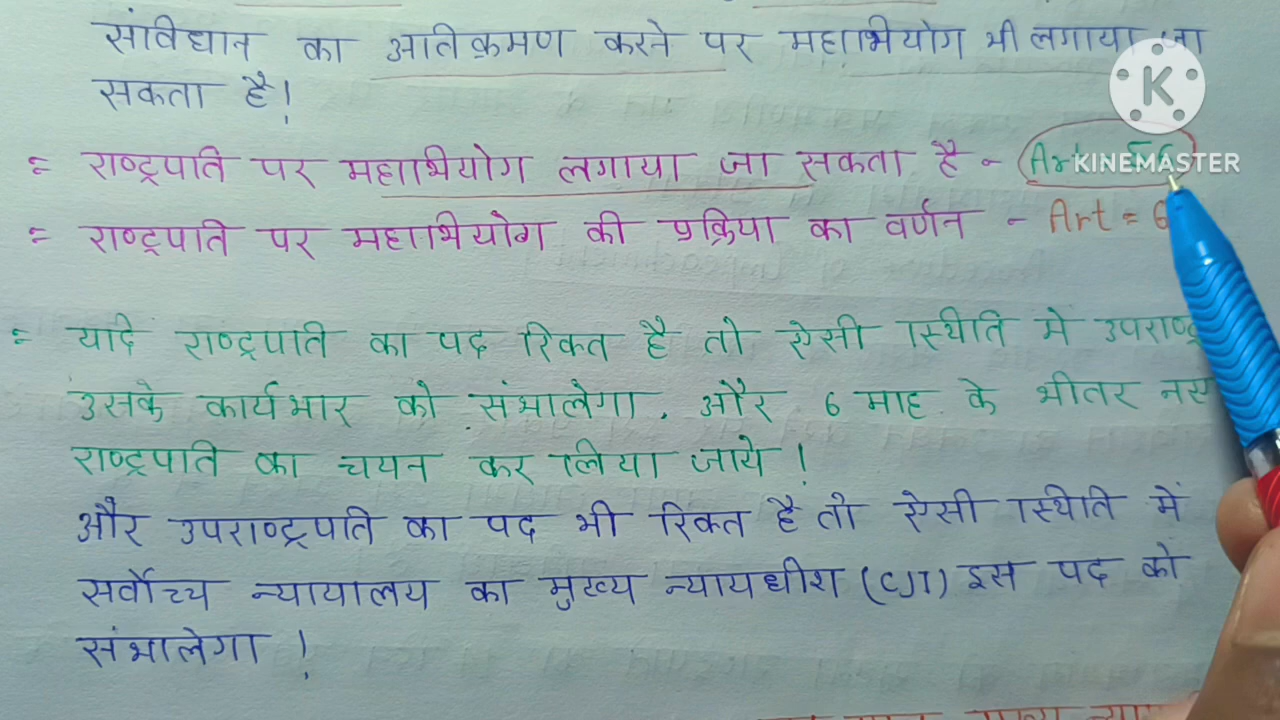 संविधान का अतिक्रमण करने पर महाभियोग भी लगाया जा
सकता है!
= राष्ट्रपति पर महाभियोग लगाया जा सकता है - Art
KINEMASTER
= राष्ट्रपति पर महाभियोग की प्रक्रिया का वर्णन - Art = 6
= यदि राष्ट्रपति का पद रिक्त है तो ऐसी स्थिति में उपराष्ट्र
उसके कार्यभार को संभालेगा. और 6 माह के भीतर नए
राष्ट्रपति का चयन कर लिया जाये!
और उपराष्ट्रपति का पद भी रिक्त है तो ऐसी स्थिति में
सर्वोच्च न्यायालय का मुख्य न्यायधीश (CJI) इस पद को
संभालेगा!